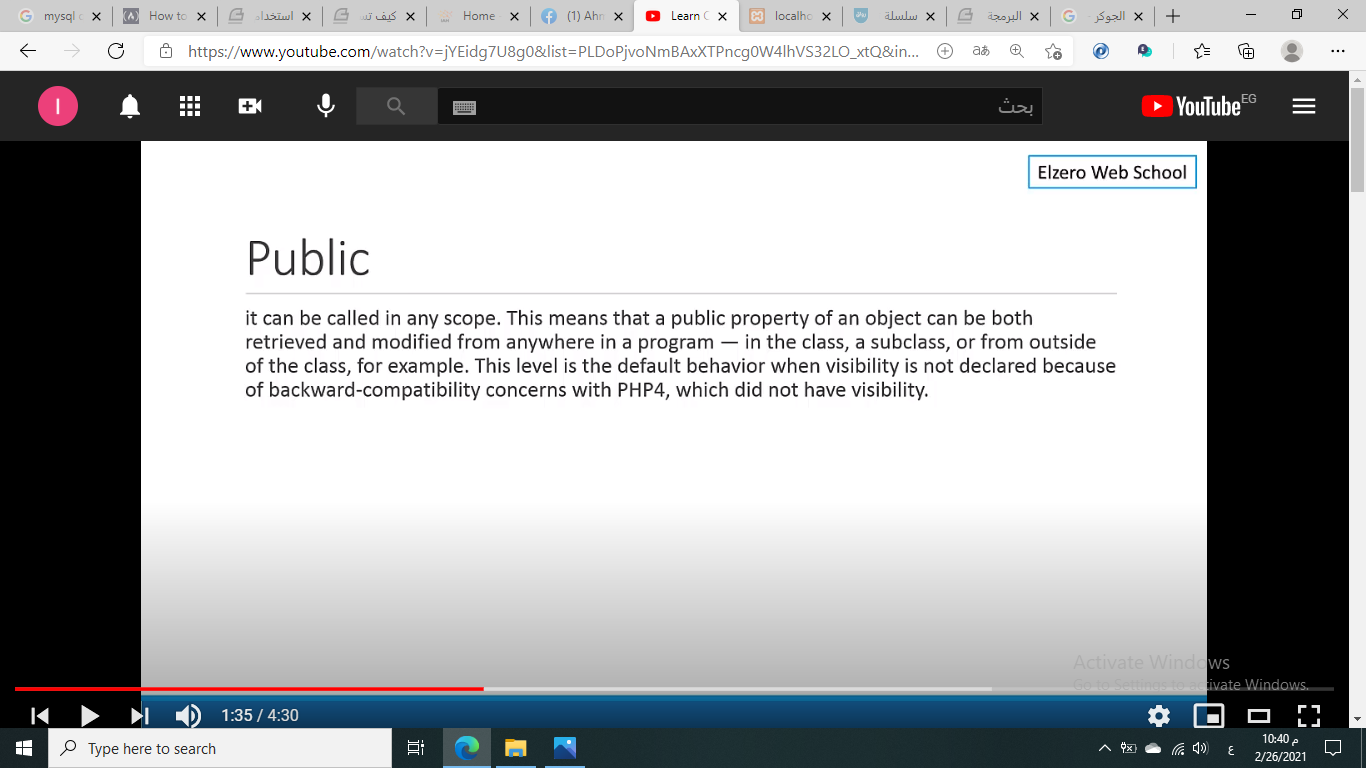 mysql c
How to
استخدام
كيف تت
Home -
(1) Ahm
Learn C
localho
سلسلة
البرمجة
الجوكر -
https://www.youtube.com/watch?v=jYEidg7U8g0&list=PLDoPjvoNmBAxXTPncg0W4lhVS32LO_xtQ&in...
I
بحث
YouTube EG
Elzero Web School
Public
it can be called in any scope. This means that a public property of an object can be both
retrieved and modified from anywhere in a program — in the class, a subclass, or from outside
of the class, for example. This level is the default behavior when visibility is not declared because
of backward-compatibility concerns with PHP4, which did not have visibility.
Activate Windows
Go to Settings to activate Windows.
1:35 / 4:30
Type here to search
ع
10:40 م
2/26/2021